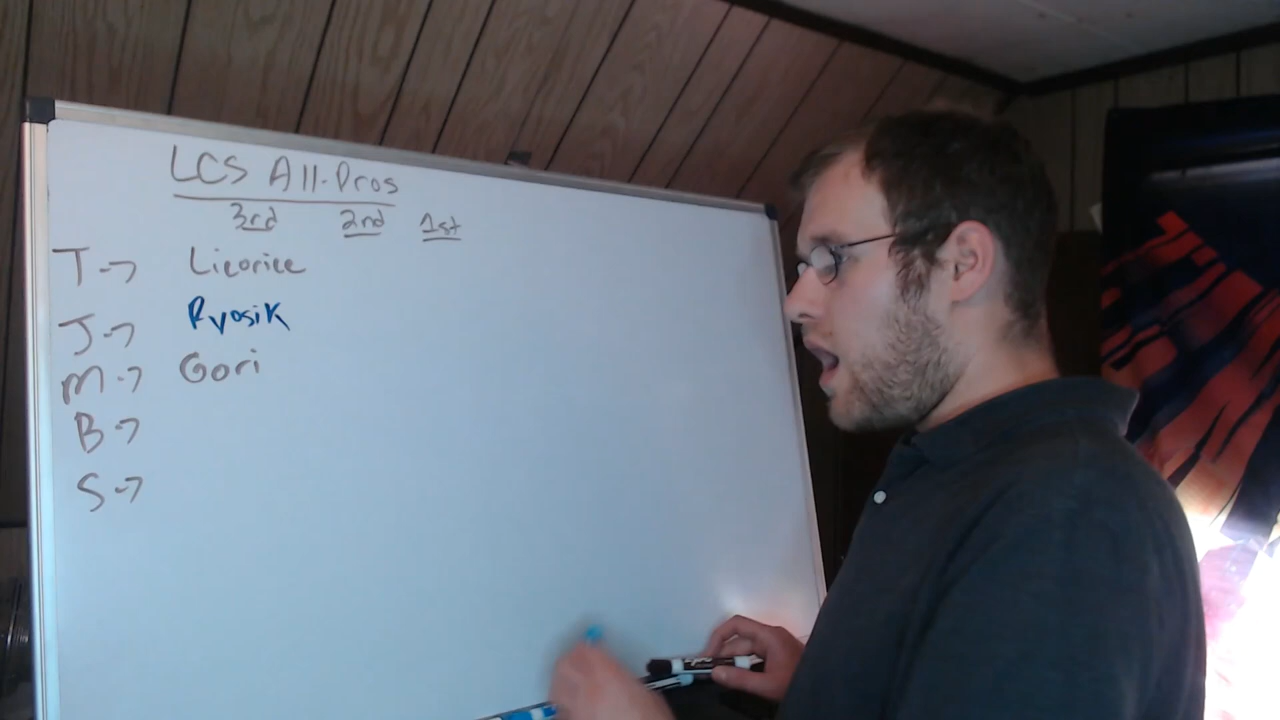 LCS All-Pros
3rd 2nd 1st
T-> Licorice
J-> Ryosik
M-> Gori
B->
S->